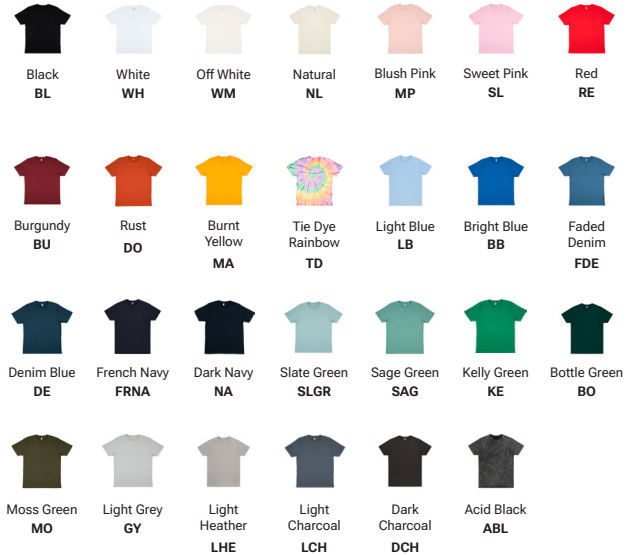 Black
BL
White
WH
Off White
WM
Natural
NL
Blush Pink
MP
Sweet Pink
SL
Red
RE
Burgundy
BU
Rust
DO
Burnt
Yellow
MA
Tie Dye
Rainbow
TD
Light Blue
LB
Bright Blue
BB
Faded
Denim
FDE
Denim Blue
DE
French Navy
FRNA
Dark Navy
NA
Slate Green
SLGR
Sage Green
SAG
Kelly Green
KE
Bottle Green
BO
Moss Green
MO
Light Grey
GY
Light
Heather
LHE
Light
Charcoal
LCH
Dark
Charcoal
DCH
Acid Black
ABL